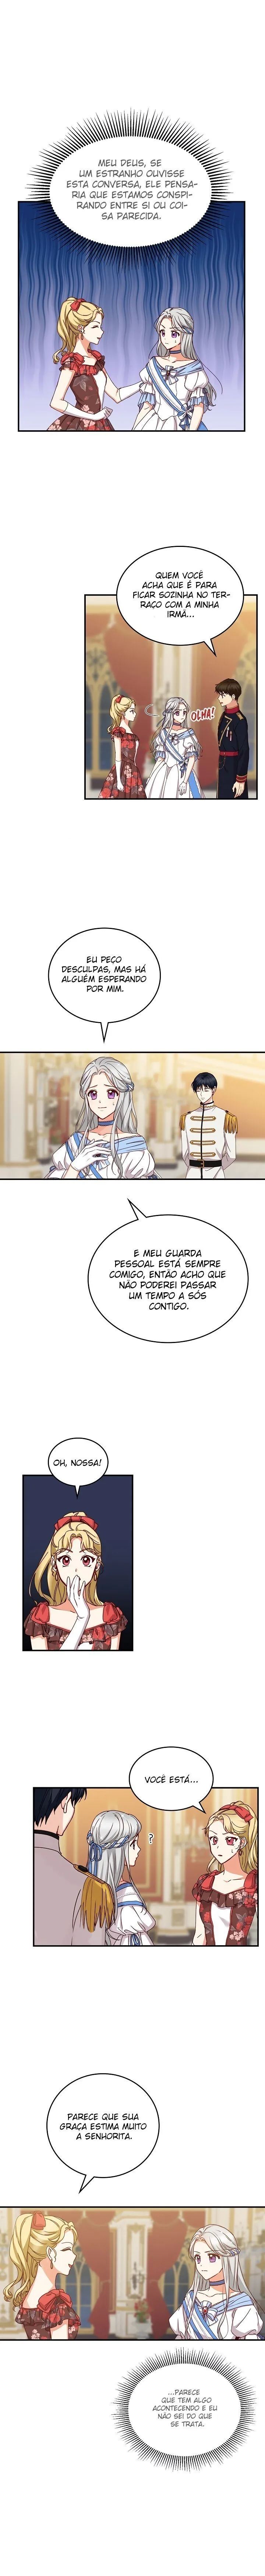 MEU DEUS, SE
UM ESTRANHO OUVISSE
ESTA CONVERSA, ELE PENSA-
RIA QUE ESTAMOS CONSPI-
RANDO ENTRE SI OU COI-
SA PARECIDA.
QUEM VOCÊ
ACHA QUE É PARA
FICAR SOZINHA NO TER-
RAÇO COM A MINHA
IRMÃ...
OLHA!
EU PEÇO
DESCULPAS, MAS HÁ
ALGUÉM ESPERANDO
POR MIM.
E MEU GUARDA
PESSOAL ESTÁ SEMPRE
COMIGO, ENTÃO ACHO QUE
NÃO PODEREI PASSAR
UM TEMPO A SÓS
CONTIGO.
OH, NOSSA!
VOCÊ ESTÁ...
?
PARECE QUE SUA
GRAÇA ESTIMA MUITO
A SENHORITA.
...PARECE
QUE TEM ALGO
ACONTECENDO E EU
NÃO SEI DO QUE
SE TRATA.